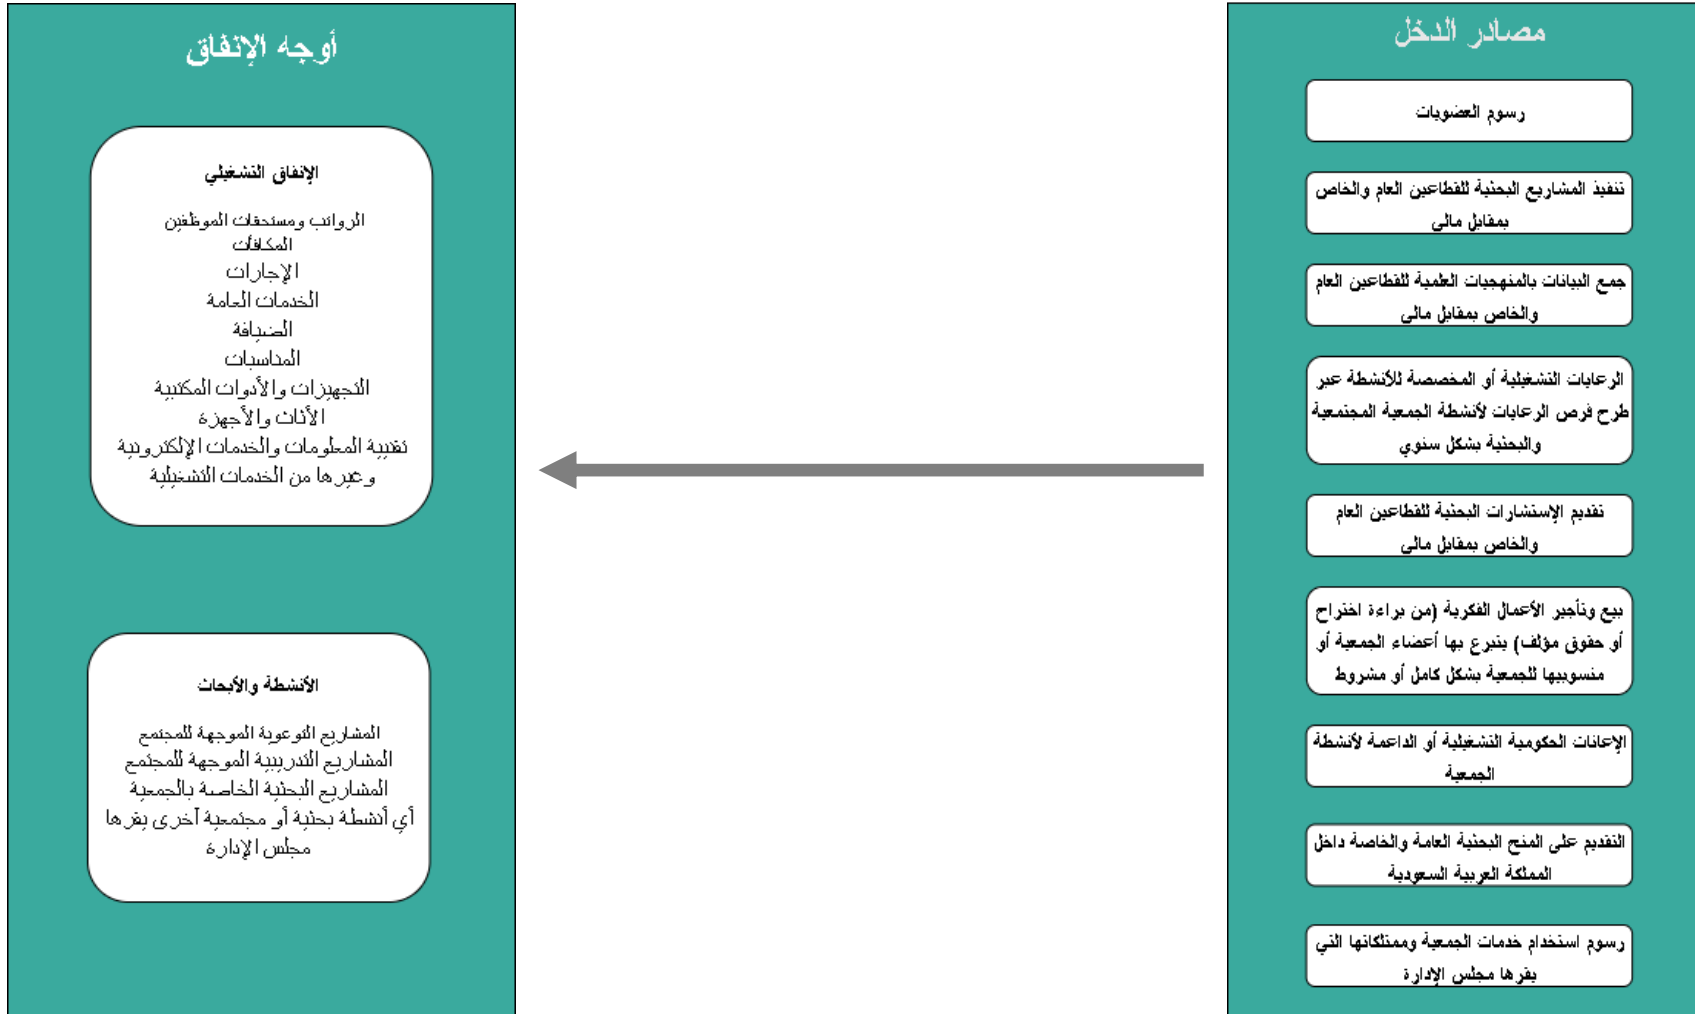 مصادر الدخل
رسوم العضويات
تنفيذ المشاريع البحثية للقطاعين العام والخاص
بمقابل مالي
جمع البيانات بالمنهجيات العلمية للقطاعين العام
والخاص بمقابل مالي
الرعايات التشغيلية أو المخصصة للأنشطة عبر
طرح فرص الرعايات لأنشطة الجمعية المجتمعية
والبحثية بشكل سنوي
تقديم الإستشارات البحثية للقطاعين العام
والخاص بمقابل مالي
بيع وتأجير الأعمال الفكرية (من براءة اختراع
أو حقوق مؤلف) يتبرع بها أعضاء الجمعية أو
منسوبيها للجمعية بشكل كامل أو مشروط
الإعانات الحكومية التشغيلية أو الداعمة لأنشطة
الجمعية
التقديم على المنح البحثية العامة والخاصة داخل
المملكة العربية السعودية
رسوم استخدام خدمات الجمعية وممتلكاتها التي
يقرها مجلس الإدارة
أوجه الإنفاق
الإنفاق التشغيلي
الرواتب ومستحقات الموظفين
المكافآت
الإجارات
الخدمات العامة
الضيافة
المناسبات
التجهيزات والأدوات المكتبية
الأثاث والأجهزة
تقنيية المعلومات والخدمات الإلكترونية
وغيرها من الخدمات التشغيلية
الأنشطة والأبحاث
المشاريع التوعوية الموجهة للمجتمع
المشاريع التدريبية الموجهة للمجتمع
المشاريع البحثية الخاصة بالجمعية
أي أنشطة بحثية أو مجتمعية آخرى يقرها
مجلس الإدارة